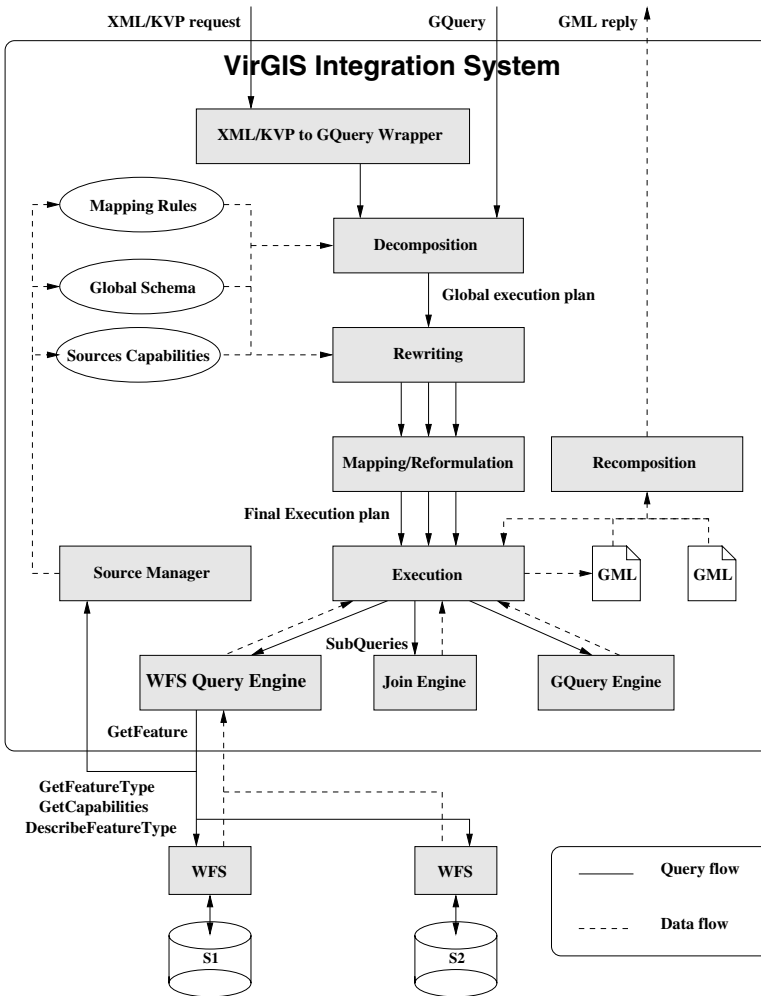 XML/KVP request
GQuery
GML reply
VirGIS Integration System
XML/KVP to GQuery Wrapper
Mapping Rules
Decomposition
Global Schema
Global execution plan
Sources Capabilities
Rewriting
Mapping/Reformulation
Recomposition
Final Execution plan
Source Manager
Execution
GML
GML
SubQueries
WFS Query Engine
Join Engine
GQuery Engine
GetFeature
GetFeatureType
GetCapabilities
DescribeFeatureType
WFS
WFS
Query flow
Data flow
S1
S2